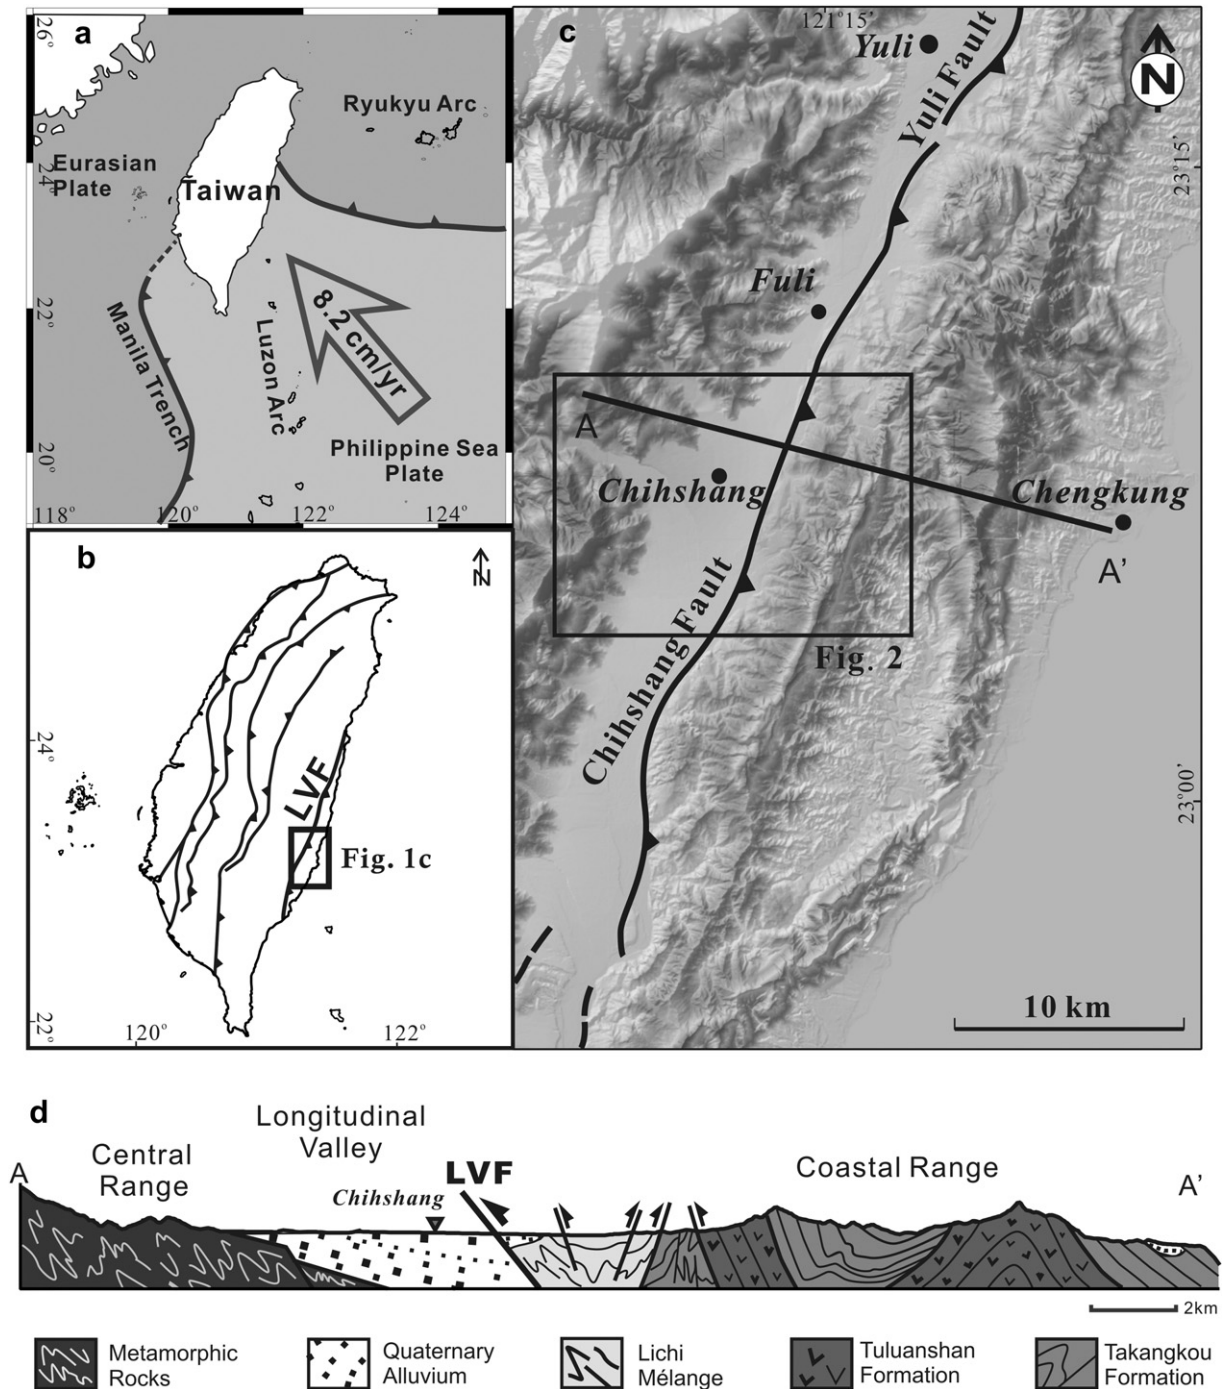 a
26°
24°
22°
20°
118°
120°
122°
124°
Ryukyu Arc
Eurasian
Plate
Taiwan
Manila Trench
Luzon Arc
8.2 cm/yr
Philippine Sea
Plate
b
N
24°
22°
120°
122°
LVF
Fig. 1c
c
121°15'
Yuli
Yuli Fault
N
23°15'
Fuli
A
Chihshang
Chengkung
A'
Chihshang Fault
Fig. 2
23°00'
10 km
d
Longitudinal
Valley
Central
Range
A
Chihshang
LVF
Coastal Range
A'
2km
Metamorphic
Rocks
Quaternary
Alluvium
Lichi
Mélange
Tuluanshan
Formation
Takangkou
Formation